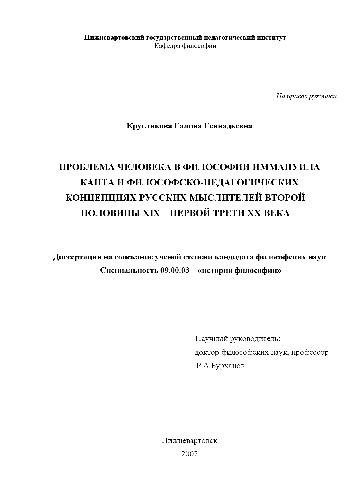 Нижневартовский государственный педагогический институт
Кафедра философии
На правах рукописи
Кругликова Галина Геннадьевна
ПРОБЛЕМА ЧЕЛОВЕКА В ФИЛОСОФИИ ИММАНУИЛА
КАНТА И ФИЛОСОФСКО-ПЕДАГОГИЧЕСКИХ
КОНЦЕПЦИЯХ РУССКИХ МЫСЛИТЕЛЕЙ ВТОРОЙ
ПОЛОВИНЫ XIX – ПЕРВОЙ ТРЕТИ XX ВЕКА
Диссертация на соискание ученой степени кандидата философских наук
Специальность 09.00.03 – «история философии»
Научный руководитель:
доктор философских наук, профессор
Бурханов
Нижневартовск